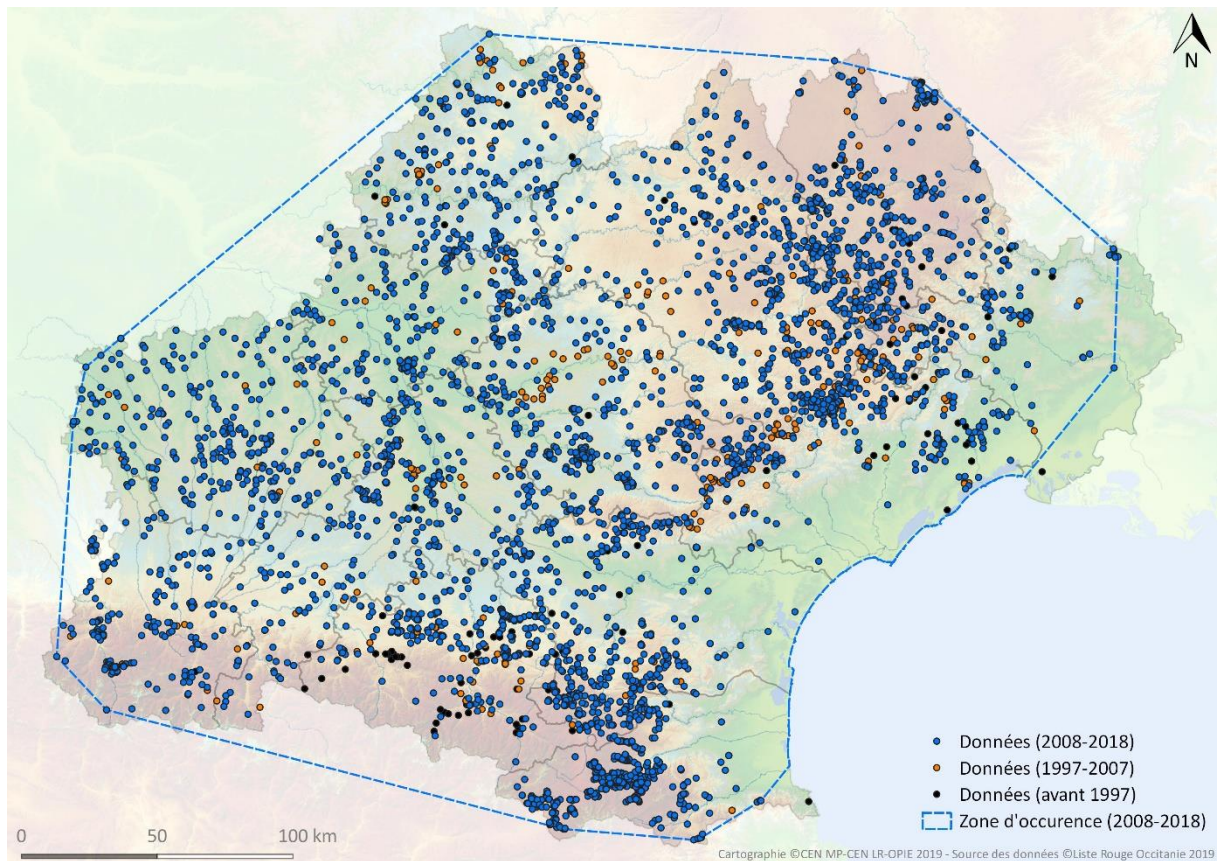 N
Données (2008-2018)
Données (1997-2007)
Données (avant 1997)
Zone d'occurence (2008-2018)
0 50 100 km
Cartographie ©CEN MP-CEN LR-OPIE 2019 - Source des données ©Liste Rouge Occitanie 2019